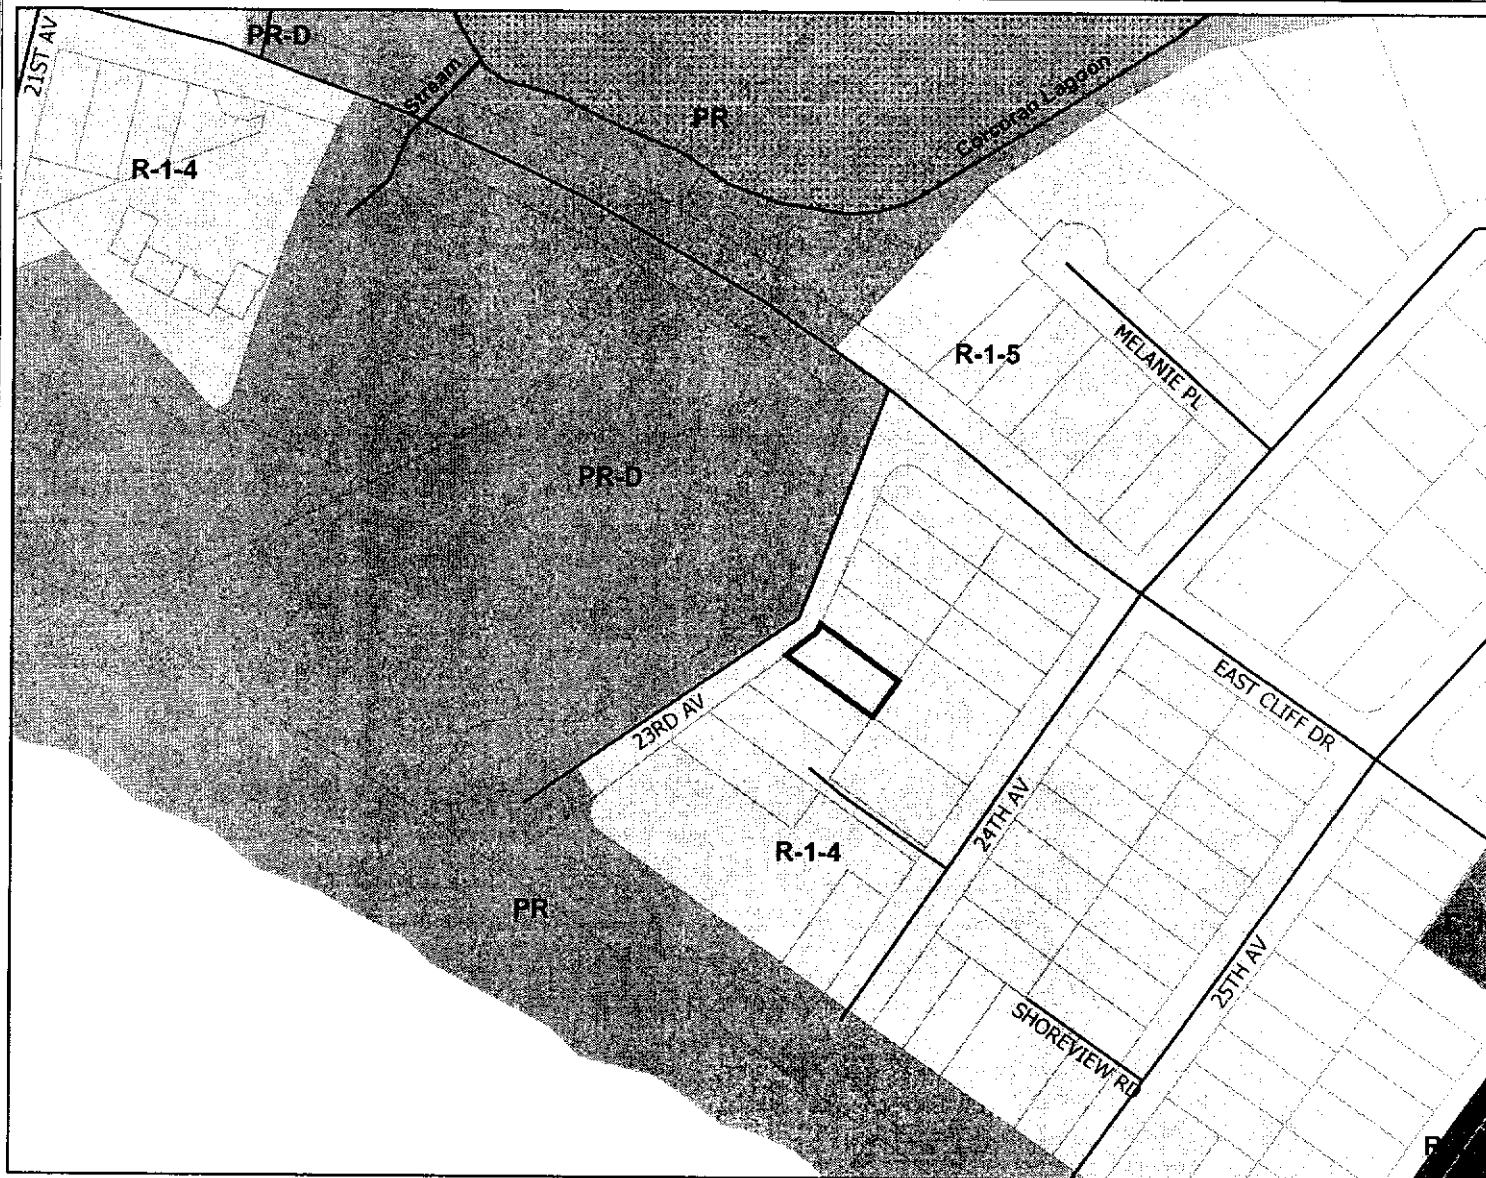 21ST AV
PR-D
Stream
PR
Corcoran Lagoon
R-1-4
R-1-5
MELANIE PL
PR-D
23RD AV
EAST CLIFF DR
24TH AV
R-1-4
PR
25TH AV
SHOREVIEW RD